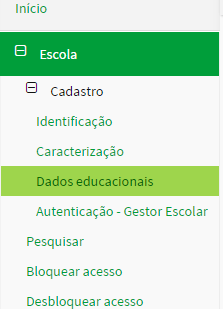 Início
Escola
Cadastro
Identificação
Caracterização
Dados educacionais
Autenticação - Gestor Escolar
Pesquisar
Bloquear acesso
Desbloquear acesso